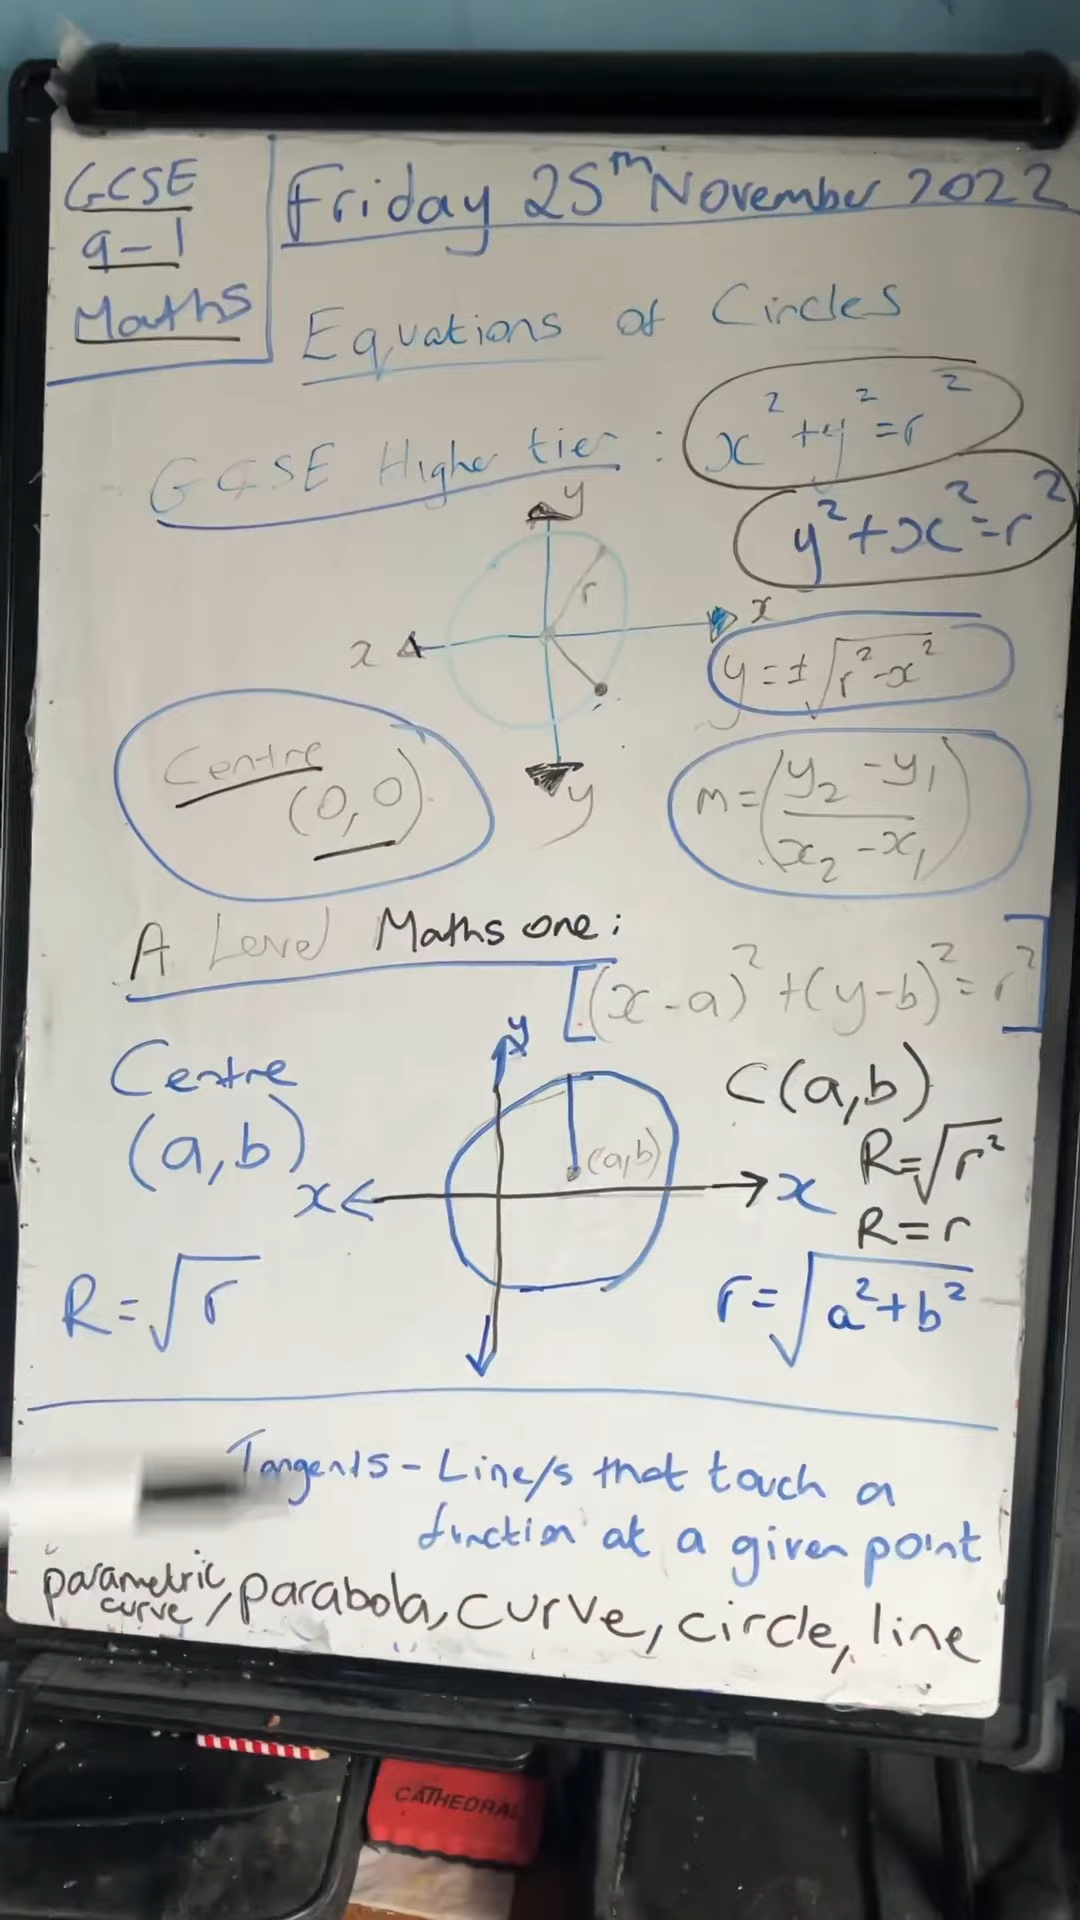 GCSE
9-1
Maths
Friday 25th November 2022
Equations of Circles
GCSE Higher tier : x² + y² = r²
y² + x² = r²
y
r
x
x
y = ± √(r² - x²)
Centre
(0, 0)
y
m = (y₂ - y₁ / x₂ - x₁)
A Level Maths one :
[(x - a)² + (y - b)² = r²]
y
Centre
(a, b)
C(a, b)
(a, b)
R = √r²
x
x
R = r
R = √r
r = √(a² + b²)
Tangents - Line/s that touch a
function at a given point
parametric curve, parabola, curve, circle, line
CATHEDRAL